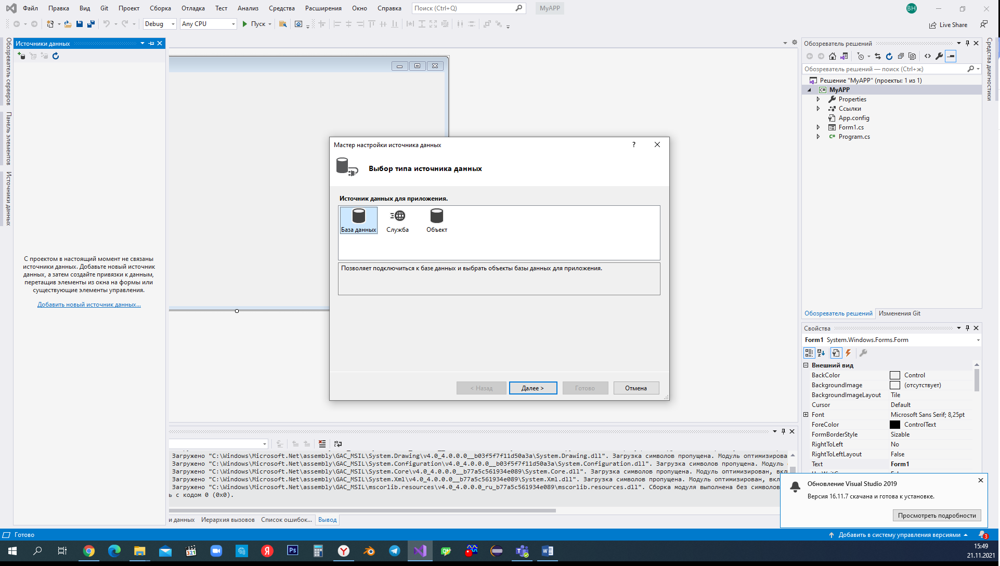 Файл Правка Вид Git Проект Сборка Отладка Тест Анализ Средства Расширения Окно Справка Поиск (Ctrl+Q) MyAPP BH
Debug Any CPU Пуск Live Share
Обозреватель серверов
Панель элементов
Источники данных
Источники данных
С проектом в настоящий момент не связаны
источники данных. Добавьте новый источник
данных, а затем создайте привязки к данным,
перетащив элементы из окна на формы или
существующие элементы управления.
Добавить новый источник данных...
Мастер настройки источника данных ?
Выбор типа источника данных
Источник данных для приложения.
База данных Служба Объект
Позволяет подключиться к базе данных и выбрать объекты базы данных для приложения.
< Назад Далее > Готово Отмена
Загружено "C:\Windows\Microsoft.Net\assembly\GAC_MSIL\System.Drawing\v4.0_4.0.0.0__b03f5f7f11d50a3a\System.Drawing.dll". Загрузка символов пропущена. Модуль оптимизирова
Загружено "C:\Windows\Microsoft.Net\assembly\GAC_MSIL\System.Configuration\v4.0_4.0.0.0__b03f5f7f11d50a3a\System.Configuration.dll". Загрузка символов пропущена. Модуль
Загружено "C:\Windows\Microsoft.Net\assembly\GAC_MSIL\System.Core\v4.0_4.0.0.0__b77a5c561934e089\System.Core.dll". Загрузка символов пропущена. Модуль оптимизирован, вкл
Загружено "C:\Windows\Microsoft.Net\assembly\GAC_MSIL\System.Xml\v4.0_4.0.0.0__b77a5c561934e089\System.Xml.dll". Загрузка символов пропущена. Модуль оптимизирован, вкл
Загружено "C:\Windows\Microsoft.Net\assembly\GAC_MSIL\mscorlib.resources\v4.0_4.0.0.0_ru_b77a5c561934e089\mscorlib.resources.dll". Сборка модуля выполнена без символов
ь с кодом 0 (0x0).
и данных Иерархия вызовов Список ошибок... Вывод
Обозреватель решений
Обозреватель решений — поиск (Ctrl+ж)
Решение "MyAPP" (проекты: 1 из 1)
MyAPP
Properties
Ссылки
App.config
Form1.cs
Program.cs
Обозреватель решений Изменения Git
Средства диагностики
Свойства
Form1 System.Windows.Forms.Form
Внешний вид
BackColor Control
BackgroundImage (отсутствует)
BackgroundImageLayout Tile
Cursor Default
Font Microsoft Sans Serif; 8,25pt
ForeColor ControlText
FormBorderStyle Sizable
RightToLeft No
RightToLeftLayout False
Text Form1
Обновление Visual Studio 2019
Версия 16.11.7 скачана и готова к установке.
Просмотреть подробности
Готово Добавить в систему управления версиями 3
15:49
21.11.2021